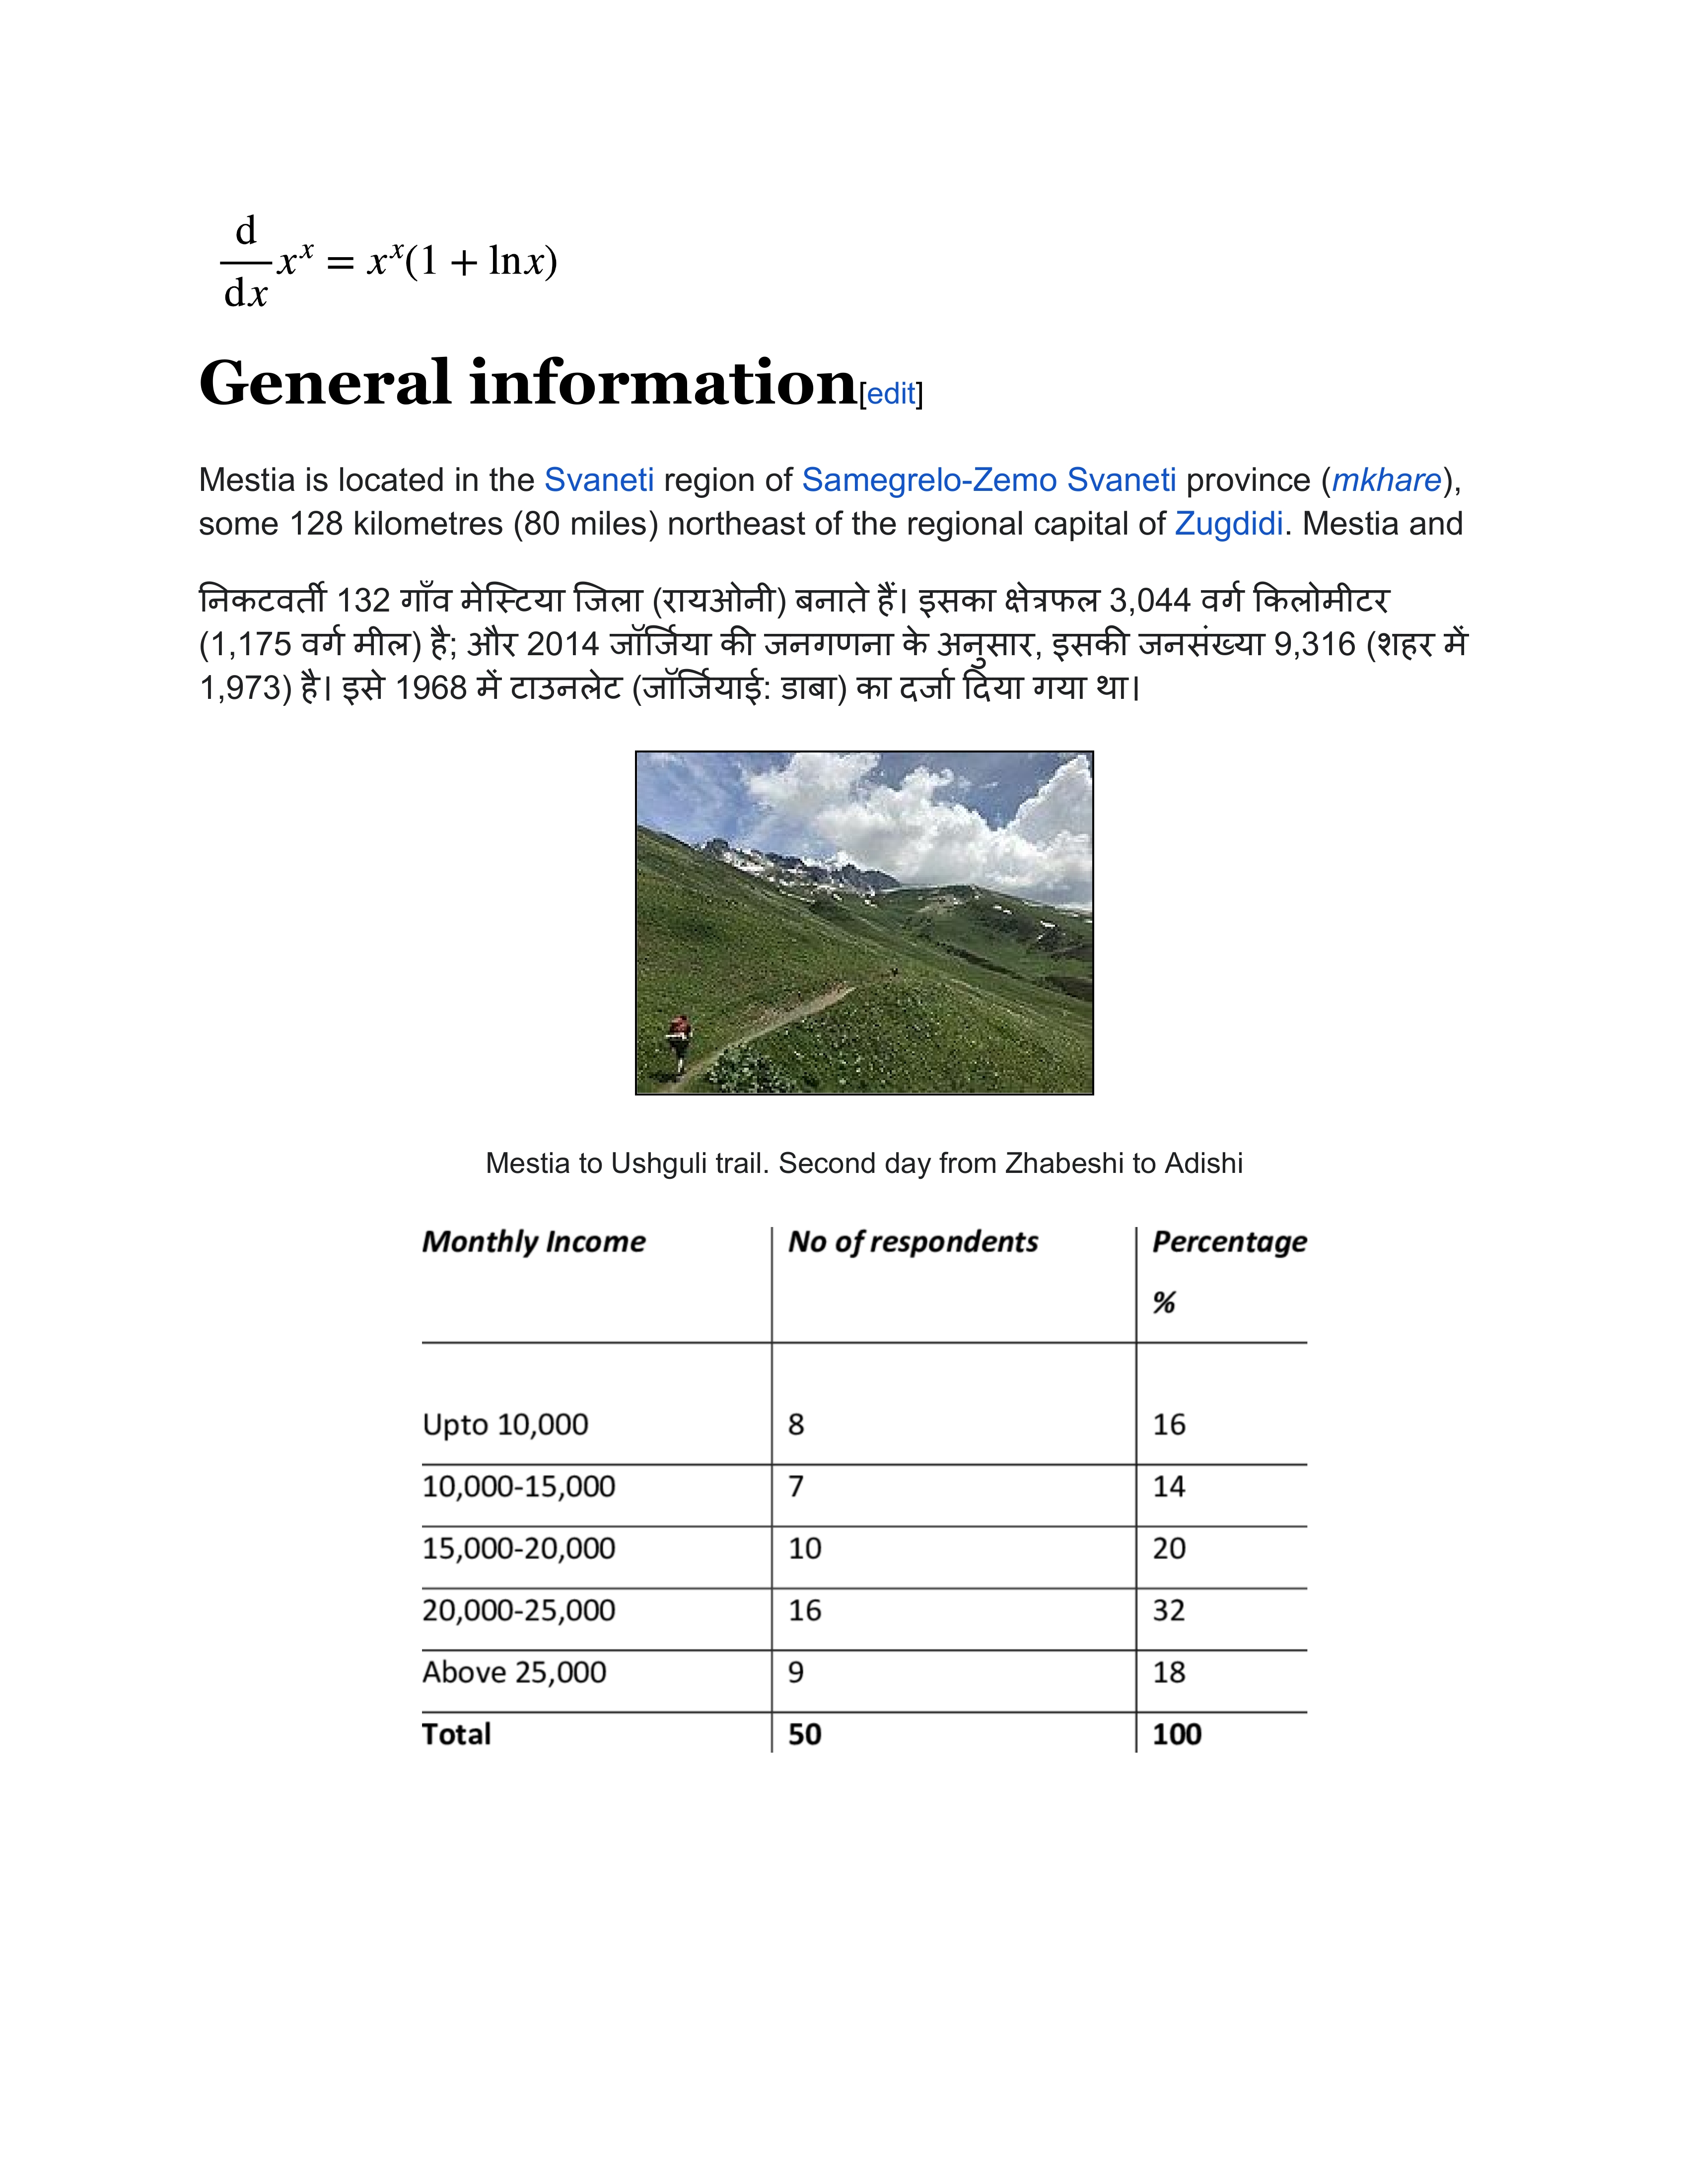 d/dx x^x = x^x(1 + ln x)
General information[edit]
Mestia is located in the Svaneti region of Samegrelo-Zemo Svaneti province (mkhare),
some 128 kilometres (80 miles) northeast of the regional capital of Zugdidi. Mestia and
निकटवर्ती 132 गाँव मेस्टिया जिला (रायओनी) बनाते हैं। इसका क्षेत्रफल 3,044 वर्ग किलोमीटर
(1,175 वर्ग मील) है; और 2014 जॉर्जिया की जनगणना के अनुसार, इसकी जनसंख्या 9,316 (शहर में
1,973) है। इसे 1968 में टाउनलेट (जॉर्जियाई: डाबा) का दर्जा दिया गया था।
Mestia to Ushguli trail. Second day from Zhabeshi to Adishi
Monthly Income No of respondents Percentage
%
Upto 10,000 8 16
10,000-15,000 7 14
15,000-20,000 10 20
20,000-25,000 16 32
Above 25,000 9 18
Total 50 100